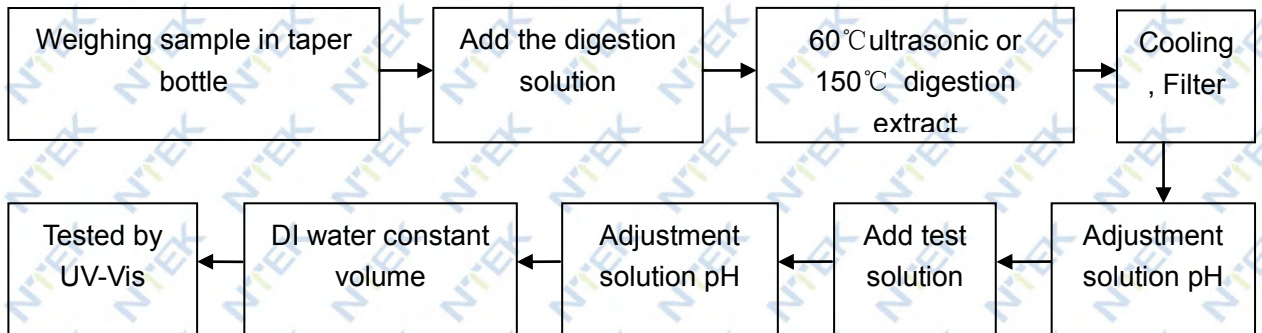 Weighing sample in taper
bottle
Add the digestion
solution
60℃ultrasonic or
150℃ digestion
extract
Cooling
, Filter
Adjustment
solution pH
Add test
solution
Adjustment
solution pH
DI water constant
volume
Tested by
UV-Vis
NTEK